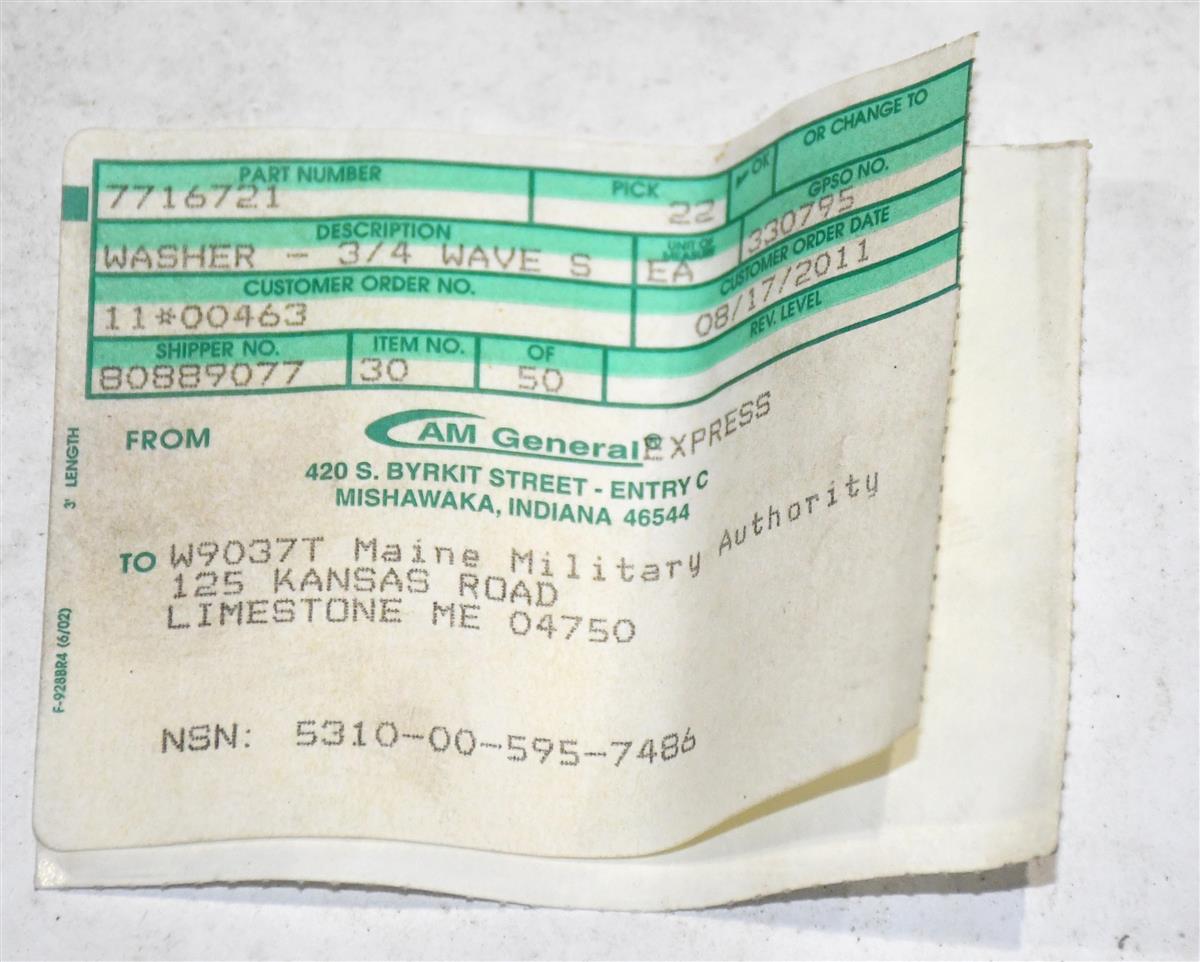 PART NUMBER PICK ✔ OK OR CHANGE TO
7716721 22
DESCRIPTION UNIT OF MEASURE GPSO NO.
WASHER - 3/4 WAVE S EA 330795
CUSTOMER ORDER NO. CUSTOMER ORDER DATE
11*00463 08/17/2011
SHIPPER NO. ITEM NO. OF REV. LEVEL
80889077 30 50
FROM AM General® EXPRESS
420 S. BYRKIT STREET - ENTRY C
MISHAWAKA, INDIANA 46544
TO W9037T Maine Military Authority
125 KANSAS ROAD
LIMESTONE ME 04750
NSN: 5310-00-595-7486
3' LENGTH
F-928BR4 (6/02)